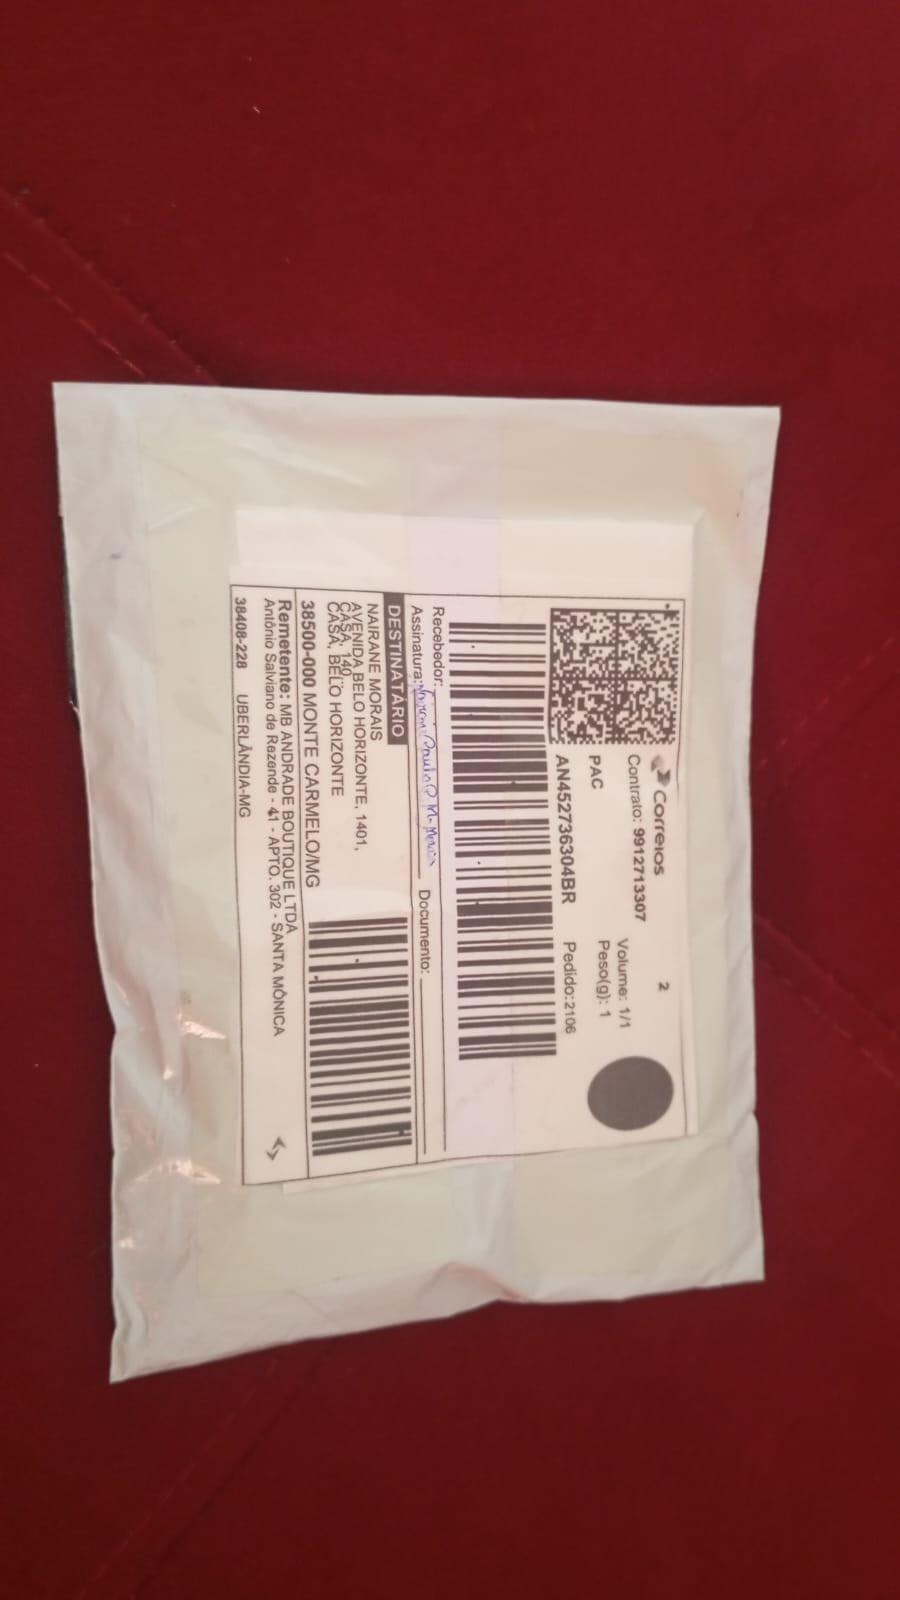 Correios
2
Contrato: 9912713307
Volume: 1/1
PAC
Peso(g): 1
AN452736304BR
Pedido:2106
Recebedor:
Assinatura: Documento:
DESTINATÁRIO
NAIRANE MORAIS
AVENIDA BELO HORIZONTE, 1401,
CASA, 140
CASA, BELO HORIZONTE
38500-000 MONTE CARMELO/MG
Remetente: MB ANDRADE BOUTIQUE LTDA
Antônio Salviano de Rezende - 41 - APTO. 302 - SANTA MÔNICA
38408-228 UBERLÂNDIA-MG